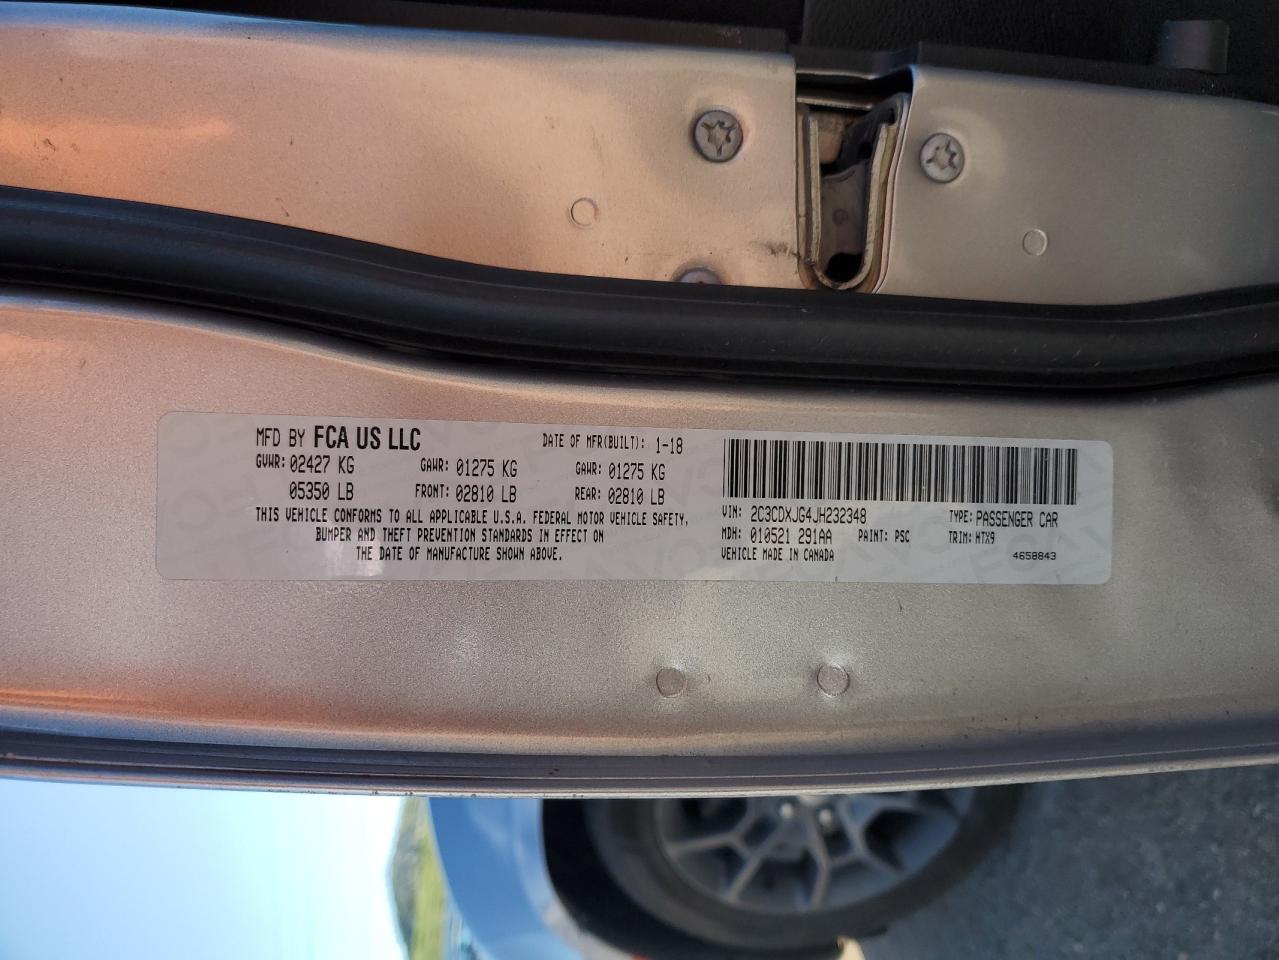 MFD BY FCA US LLC DATE OF MFR(BUILT): 1-18
GVWR: 02427 KG GAWR: 01275 KG GAWR: 01275 KG
05350 LB FRONT: 02810 LB REAR: 02810 LB
THIS VEHICLE CONFORMS TO ALL APPLICABLE U.S.A. FEDERAL MOTOR VEHICLE SAFETY,
BUMPER AND THEFT PREVENTION STANDARDS IN EFFECT ON
THE DATE OF MANUFACTURE SHOWN ABOVE.
VIN: 2C3CDXJG4JH232348 TYPE: PASSENGER CAR
MDH: 010521 291AA PAINT: PSC TRIM: HTX9
VEHICLE MADE IN CANADA 4658843